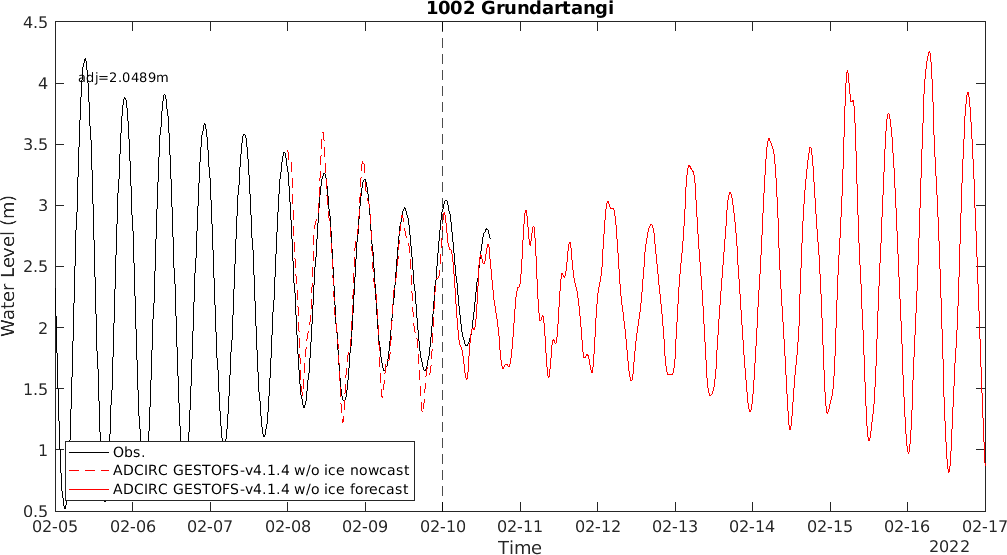 1002 Grundartangi
4.5
4
3.5
3
2.5
2
1.5
1
0.5
Water Level (m)
adj=2.0489m
Obs.
ADCIRC GESTOFS-v4.1.4 w/o ice nowcast
ADCIRC GESTOFS-v4.1.4 w/o ice forecast
02-05 02-06 02-07 02-08 02-09 02-10 02-11 02-12 02-13 02-14 02-15 02-16 02-17
Time
2022